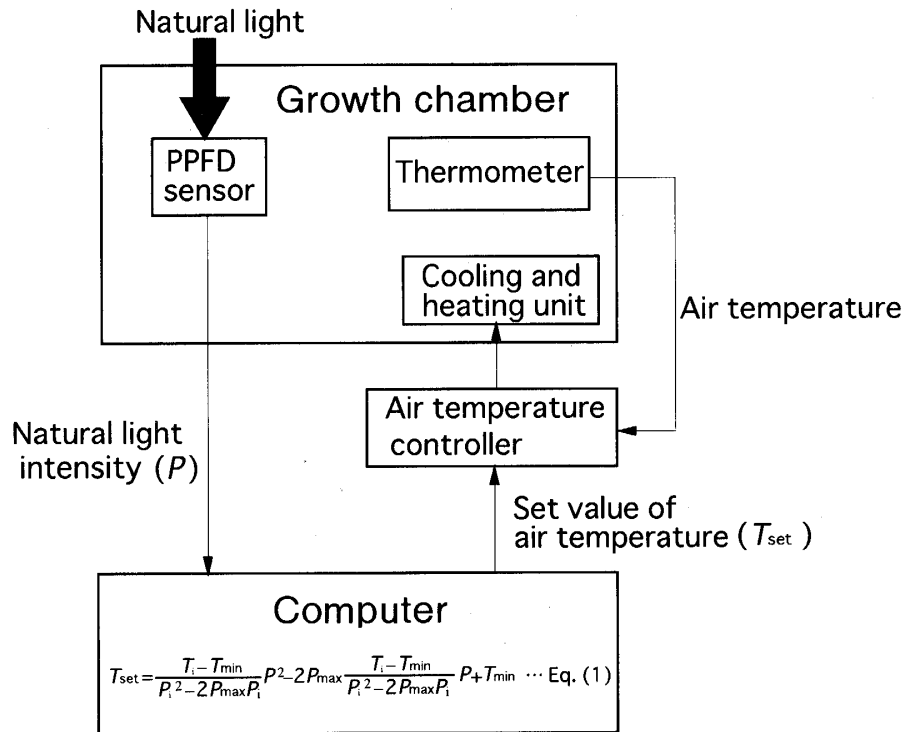 Natural light
Growth chamber
PPFD
sensor
Thermometer
Cooling and
heating unit
Air temperature
Air temperature
controller
Natural light
intensity (P)
Set value of
air temperature (Tset)
Computer
Tset = (Ti − Tmin)/(Pi² − 2PmaxPi) P² − 2Pmax (Ti − Tmin)/(Pi² − 2PmaxPi) P + Tmin ··· Eq. (1)